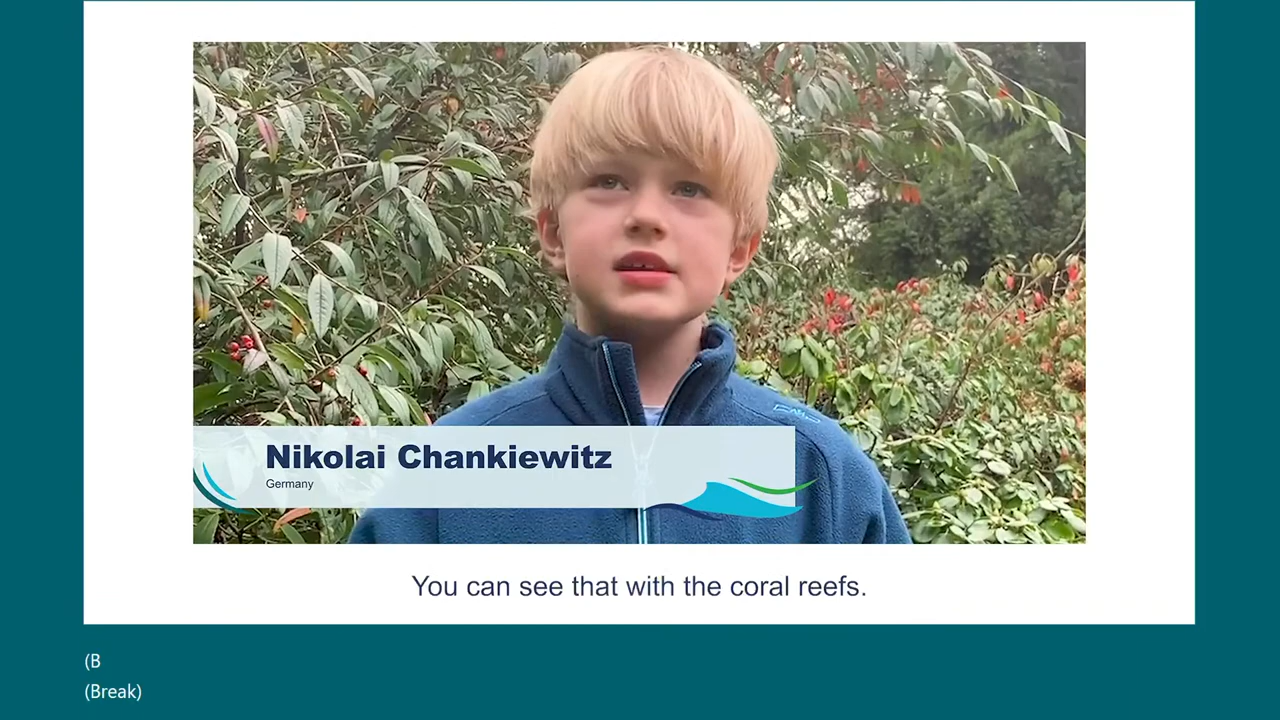 Nikolai Chankiewitz
Germany
You can see that with the coral reefs.
(B
(Break)